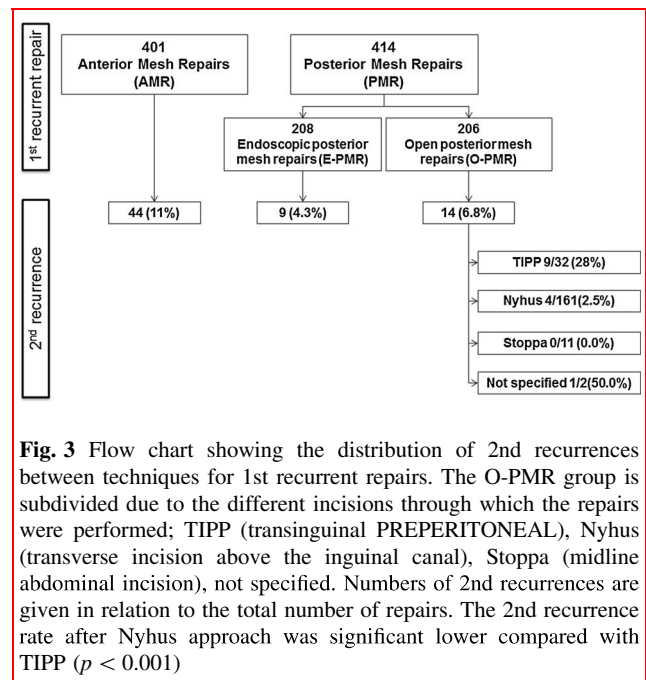 1st recurrent repair
401
Anterior Mesh Repairs
(AMR)
414
Posterior Mesh Repairs
(PMR)
208
Endoscopic posterior
mesh repairs (E-PMR)
206
Open posterior mesh
repairs (O-PMR)
2nd recurrence
44 (11%)
9 (4.3%)
14 (6.8%)
TIPP 9/32 (28%)
Nyhus 4/161(2.5%)
Stoppa 0/11 (0.0%)
Not specified 1/2(50.0%)
Fig. 3 Flow chart showing the distribution of 2nd recurrences
between techniques for 1st recurrent repairs. The O-PMR group is
subdivided due to the different incisions through which the repairs
were performed; TIPP (transinguinal PREPERITONEAL), Nyhus
(transverse incision above the inguinal canal), Stoppa (midline
abdominal incision), not specified. Numbers of 2nd recurrences are
given in relation to the total number of repairs. The 2nd recurrence
rate after Nyhus approach was significant lower compared with
TIPP (p < 0.001)